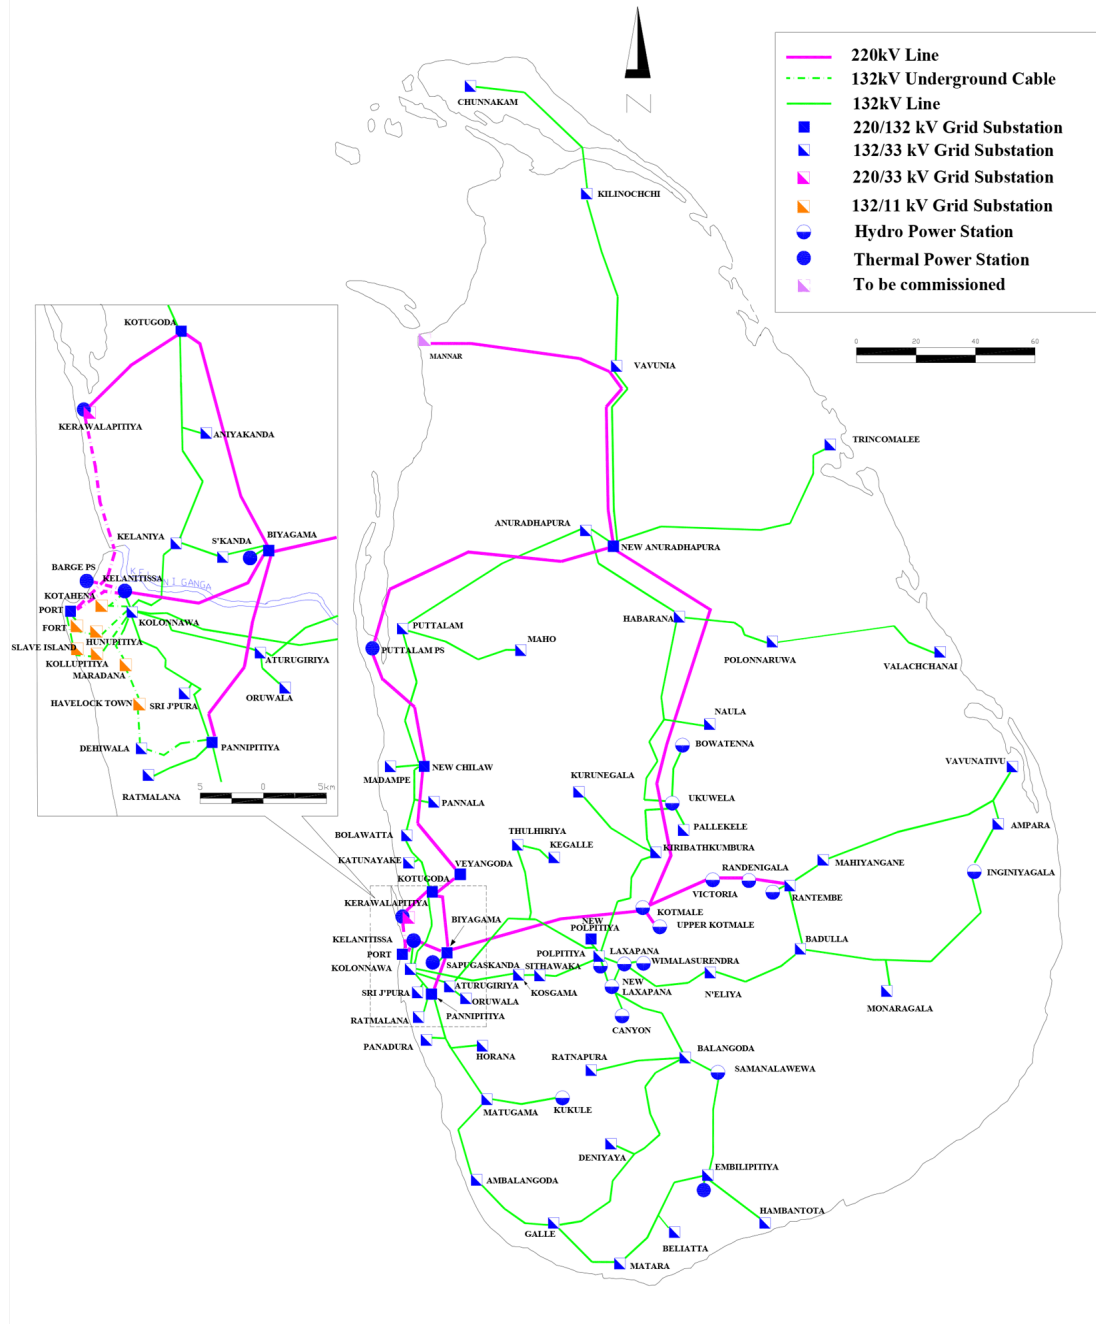 N
220kV Line
132kV Underground Cable
132kV Line
220/132 kV Grid Substation
132/33 kV Grid Substation
220/33 kV Grid Substation
132/11 kV Grid Substation
Hydro Power Station
Thermal Power Station
To be commissioned
0 20 40 60
CHUNNAKAM
KILINOCHCHI
MANNAR
VAVUNIA
TRINCOMALEE
ANURADHAPURA
NEW ANURADHAPURA
PUTTALAM
PUTTALAM PS
MAHO
HABARANA
POLONNARUWA
VALACHCHANAI
NAULA
BOWATENNA
VAVUNATIVU
NEW CHILAW
MADAMPE
PANNALA
KURUNEGALA
UKUWELA
PALLEKELE
AMPARA
BOLAWATTA
THULHIRIYA
KEGALLE
KIRIBATHKUMBURA
KATUNAYAKE
VEYANGODA
MAHIYANGANE
INGINIYAGALA
KOTUGODA
RANDENIGALA
VICTORIA
RANTEMBE
KERAWALAPITIYA
BIYAGAMA
KOTMALE
UPPER KOTMALE
NEW
POLPITIYA
KELANITISSA
PORT
POLPITIYA
LAXAPANA
WIMALASURENDRA
BADULLA
KOLONNAWA
SAPUGASKANDA
SITHAWAKA
KOSGAMA
ATURUGIRIYA
ORUWALA
NEW
LAXAPANA
N'ELIYA
MONARAGALA
SRI J'PURA
PANNIPITIYA
RATMALANA
CANYON
PANADURA
HORANA
RATNAPURA
BALANGODA
SAMANALAWEWA
MATUGAMA
KUKULE
DENIYAYA
EMBILIPITIYA
AMBALANGODA
HAMBANTOTA
GALLE
BELIATTA
MATARA
KOTUGODA
KERAWALAPITIYA
ANIYAKANDA
KELANIYA
S'KANDA
BIYAGAMA
BARGE PS
KELANITISSA
KELANI GANGA
KOTAHENA
PORT
KOLONNAWA
FORT
HUNUPITIYA
SLAVE ISLAND
KOLLUPITIYA
ATURUGIRIYA
MARADANA
ORUWALA
HAVELOCK TOWN
SRI J'PURA
DEHIWALA
PANNIPITIYA
RATMALANA
5 0 5km